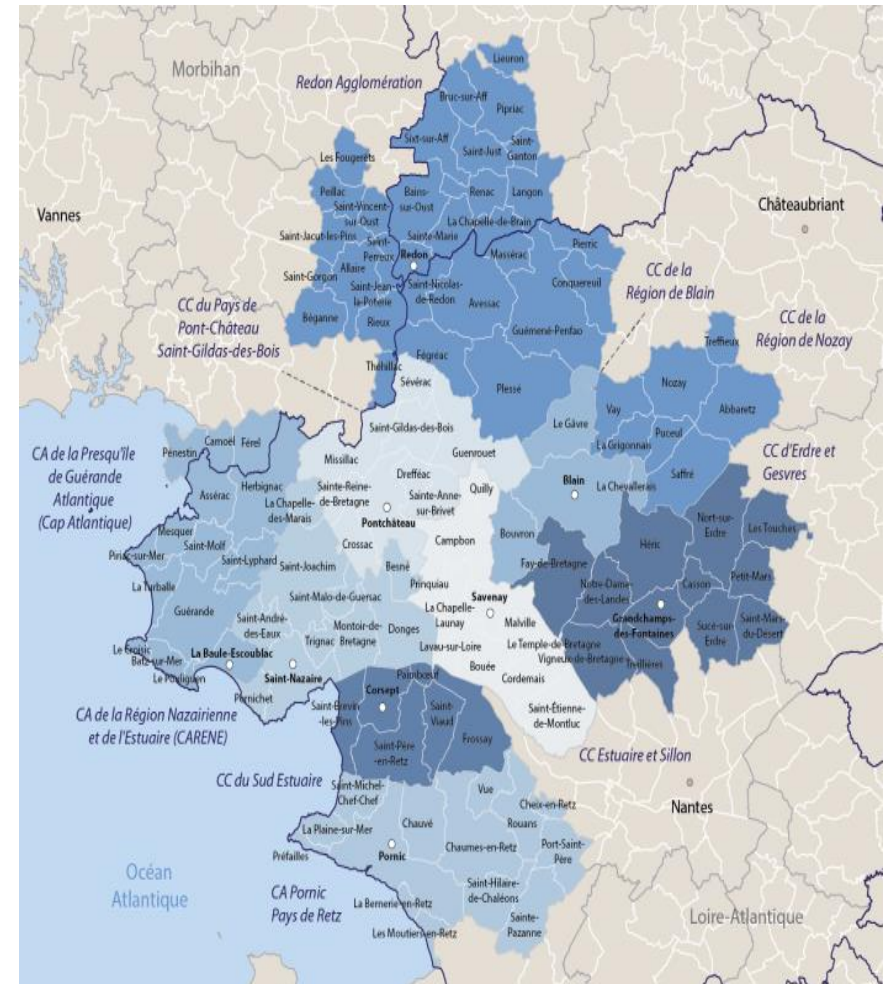 Lieuron
Morbihan
Redon Agglomération
Bruc-sur-Aff
Pipriac
Sixt-sur-Aff
Saint-Just
Saint-
Ganton
Les Fougerêts
Peillac
Bains-
sur-Oust
Renac
Langon
Saint-Vincent-
sur-Oust
Vannes
Châteaubriant
La Chapelle-de-Brain
Saint-Jacut-les-Pins
Saint-
Perreux
Sainte-Marie
Redon
Massérac
Pierric
Saint-Gorgon
Allaire
Saint-Jean-
la-Poterie
Saint-Nicolas-
de-Redon
Avessac
Conquereuil
CC de la
Région de Blain
CC du Pays de
Pont-Château
Saint-Gildas-des-Bois
Béganne
Rieux
Guémené-Penfao
CC de la
Région de Nozay
Treffieux
Théhillac
Fégréac
Sévérac
Plessé
Nozay
Vay
Abbaretz
Le Gâvre
Puceul
La Grigonnais
Saint-Gildas-des-Bois
Camoël
Férel
Pénestin
CA de la Presqu'île
de Guérande
Atlantique
(Cap Atlantique)
Missillac
Guenrouet
CC d'Erdre et
Gesvres
Saffré
Drefféac
Herbignac
Assérac
Sainte-Reine-
de-Bretagne
Quilly
Blain
La Chevallerais
Sainte-Anne-
sur-Brivet
La Chapelle-
des-Marais
Pontchâteau
Nort-sur-
Erdre
Les Touches
Mesquer
Saint-Molf
Piriac-sur-Mer
Crossac
Campbon
Bouvron
Héric
Saint-Lyphard
Saint-Joachim
Besné
Fay-de-Bretagne
Prinquiau
Petit-Mars
La Turballe
Notre-Dame-
des-Landes
Casson
Saint-Malo-de-Guersac
Savenay
Guérande
La Chapelle-
Launay
Grandchamps-
des-Fontaines
Saint-André-
des-Eaux
Montoir-de-
Bretagne
Donges
Malville
Sucé-sur-
Erdre
Saint-Mars-
du-Désert
Trignac
Le Croisic
Batz-sur-Mer
La Baule-Escoublac
Lavau-sur-Loire
Le Temple-de-Bretagne
Vigneux-de-Bretagne
Treillières
Saint-Nazaire
Bouée
Le Pouliguen
Paimbœuf
Cordemais
Pornichet
Corsept
Saint-Brevin
-les-Pins
Saint-
Viaud
Saint-Étienne-
de-Montluc
CA de la Région Nazairienne
et de l'Estuaire (CARENE)
Frossay
Saint-Père
-en-Retz
CC Estuaire et Sillon
CC du Sud Estuaire
Saint-Michel-
Chef-Chef
Vue
Nantes
Cheix-en-Retz
Rouans
Chauvé
La Plaine-sur-Mer
Port-Saint-
Père
Chaumes-en-Retz
Préfailles
Pornic
Océan
Atlantique
CA Pornic
Pays de Retz
Saint-Hilaire-
de-Chaléons
La Bernerie-en-Retz
Sainte-
Pazanne
Loire-Atlantique
Les Moutiers-en-Retz